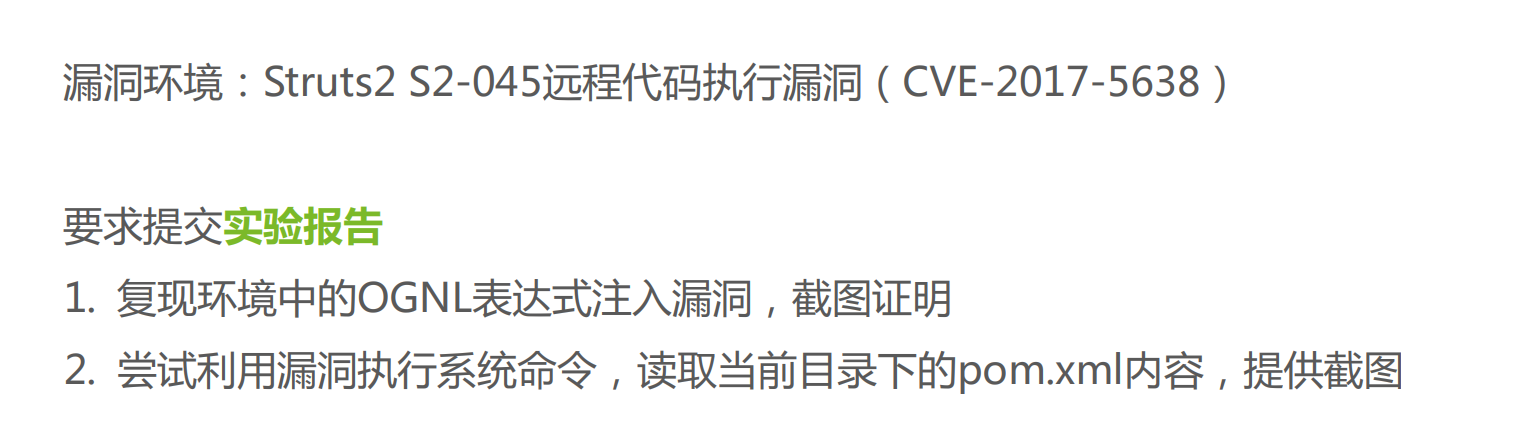 漏洞环境：Struts2 S2-045远程代码执行漏洞（CVE-2017-5638）
要求提交实验报告
1. 复现环境中的OGNL表达式注入漏洞，截图证明
2. 尝试利用漏洞执行系统命令，读取当前目录下的pom.xml内容，提供截图